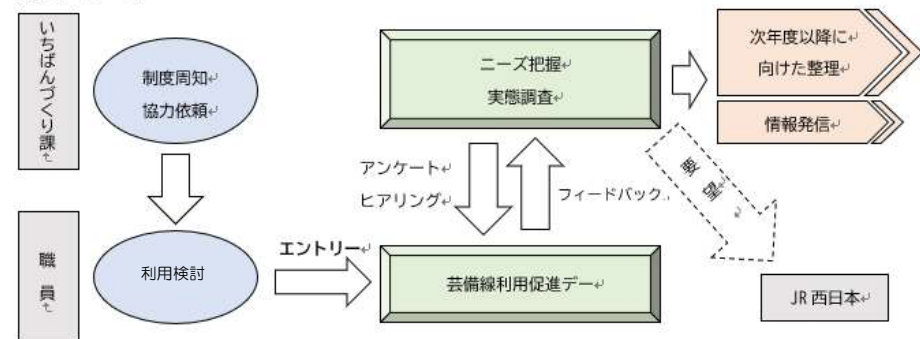 いちばんづくり課
制度周知
協力依頼
ニーズ把握
実態調査
次年度以降に
向けた整理
情報発信
アンケート
ヒアリング
フィードバック
要望
職員
利用検討
エントリー
芸備線利用促進デー
JR 西日本